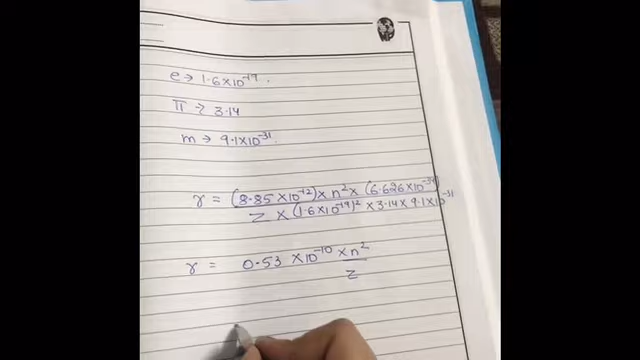 e → 1.6×10⁻¹⁹.
π → 3.14
m → 9.1×10⁻³¹.
r = (8.85 ×10⁻¹²) × n² × (6.626×10⁻³⁴)
z × (1.6×10⁻¹⁹)² × 3.14 × 9.1×10⁻³¹
r = 0.53 ×10⁻¹⁰ × n²
z